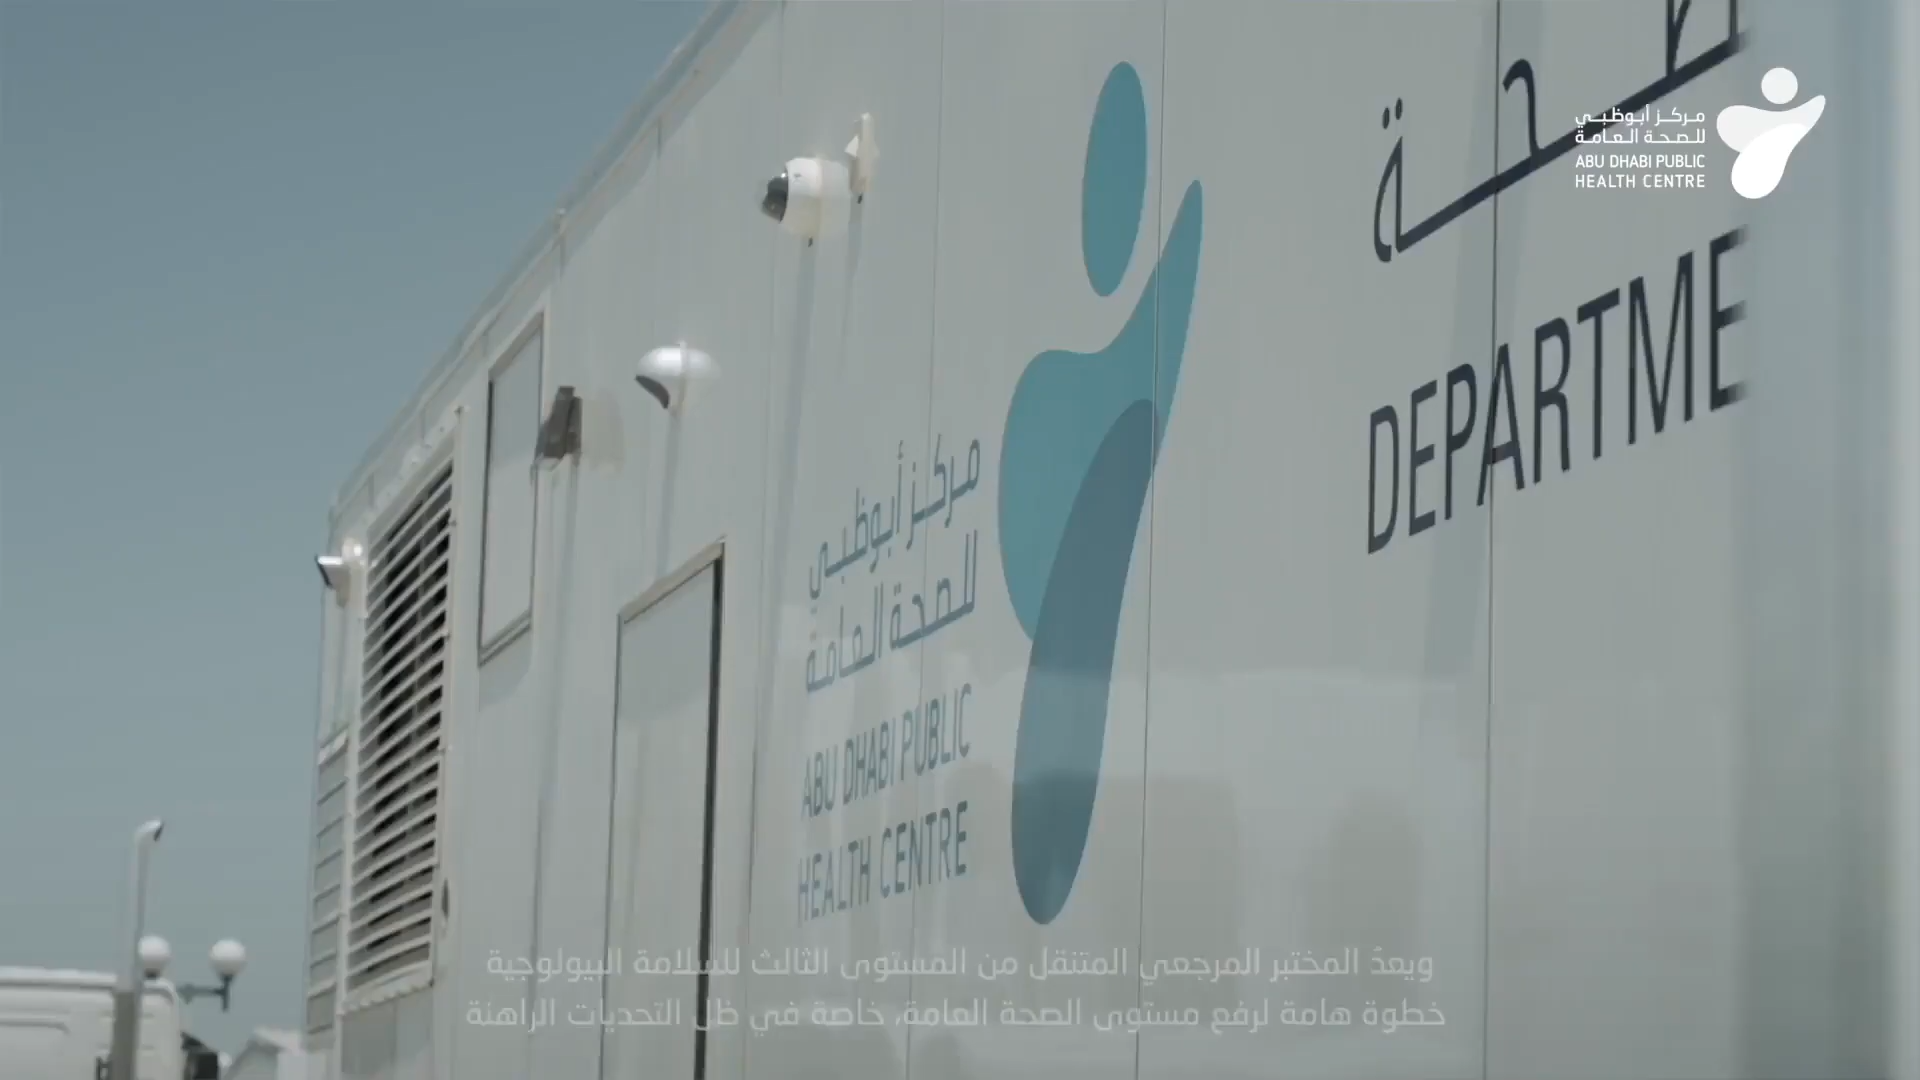 مركز أبوظبي
للصحة العامة
ABU DHABI PUBLIC
HEALTH CENTRE
DEPARTME
مركز أبوظبي
للصحة العامة
ABU DHABI PUBLIC
HEALTH CENTRE
ويعدُ المختبر المرجعي المتنقل من المستوى الثالث للسلامة البيولوجية
خطوة هامة لرفع مستوى الصحة العامة، خاصة في ظل التحديات الراهنة